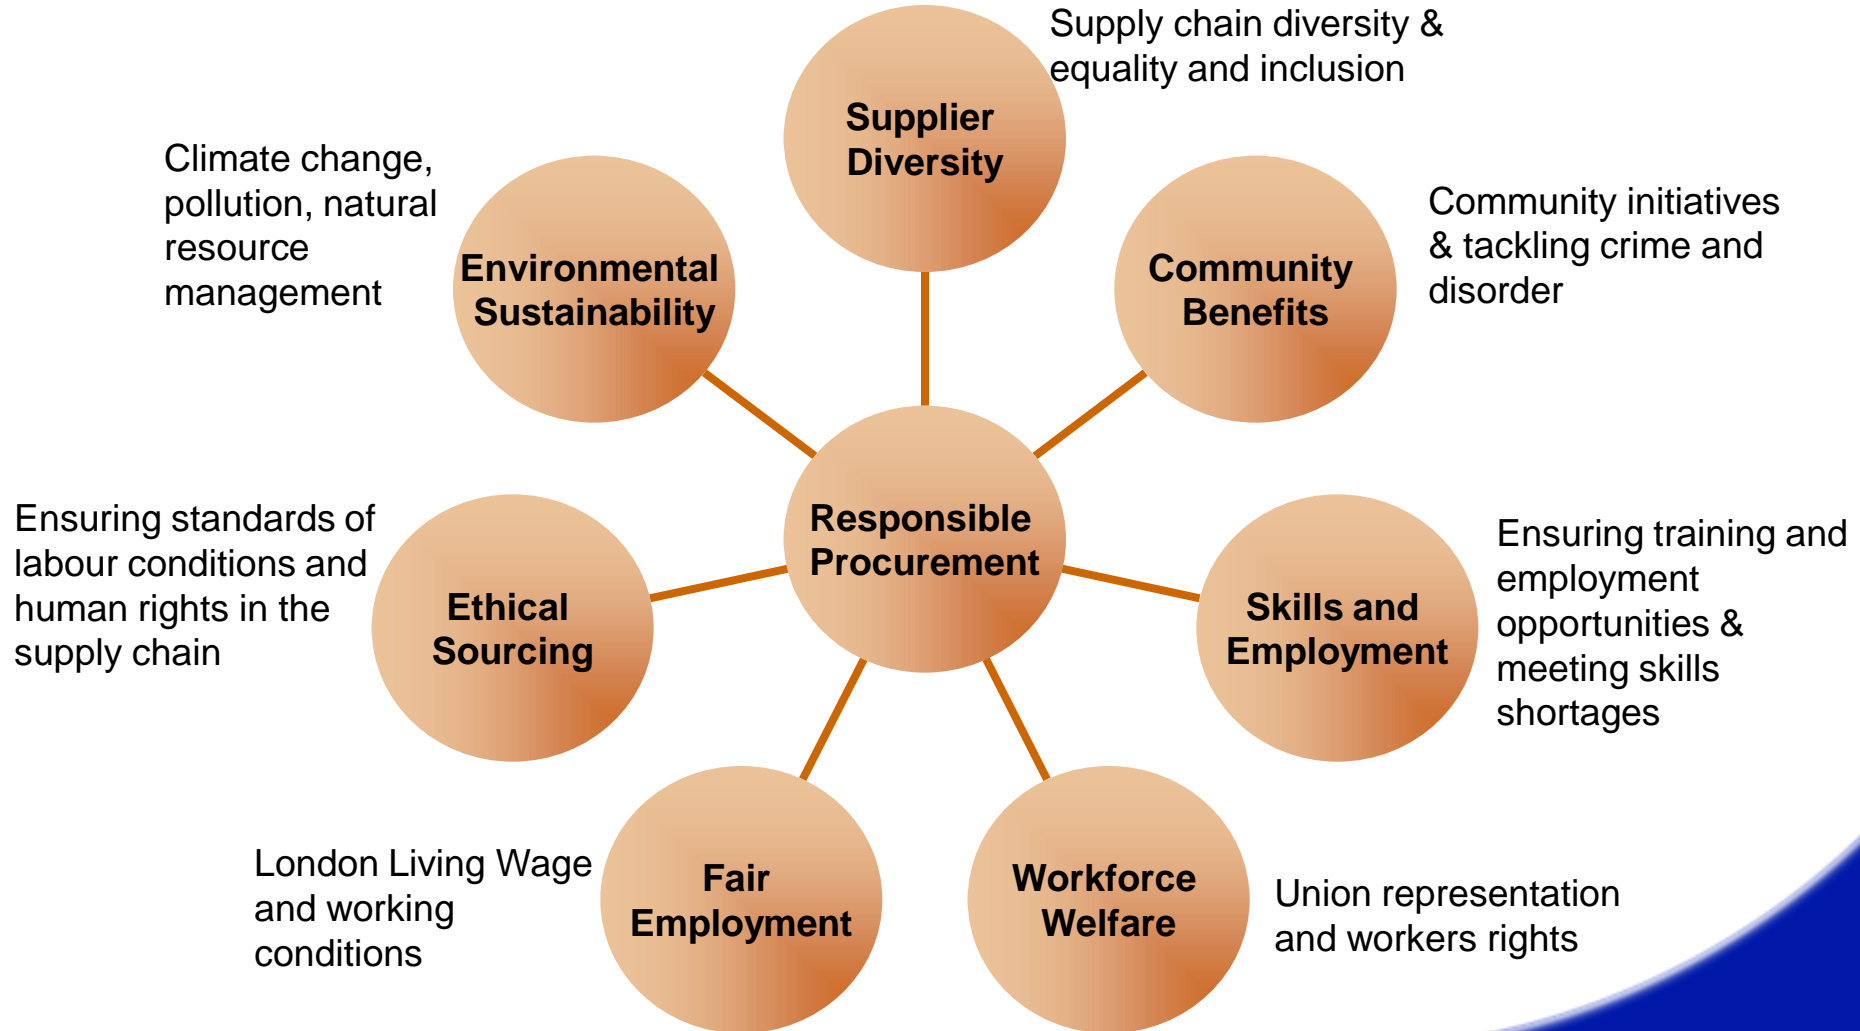 Supply chain diversity &
equality and inclusion
Supplier
Diversity
Climate change,
pollution, natural
resource
management
Environmental
Sustainability
Community
Benefits
Community initiatives
& tackling crime and
disorder
Responsible
Procurement
Ensuring standards of
labour conditions and
human rights in the
supply chain
Ethical
Sourcing
Skills and
Employment
Ensuring training and
employment
opportunities &
meeting skills
shortages
London Living Wage
and working
conditions
Fair
Employment
Workforce
Welfare
Union representation
and workers rights